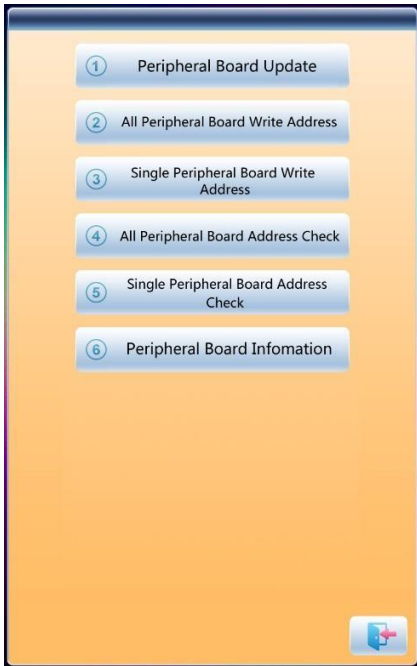 1 Peripheral Board Update
2 All Peripheral Board Write Address
3 Single Peripheral Board Write
Address
4 All Peripheral Board Address Check
5 Single Peripheral Board Address
Check
6 Peripheral Board Infomation